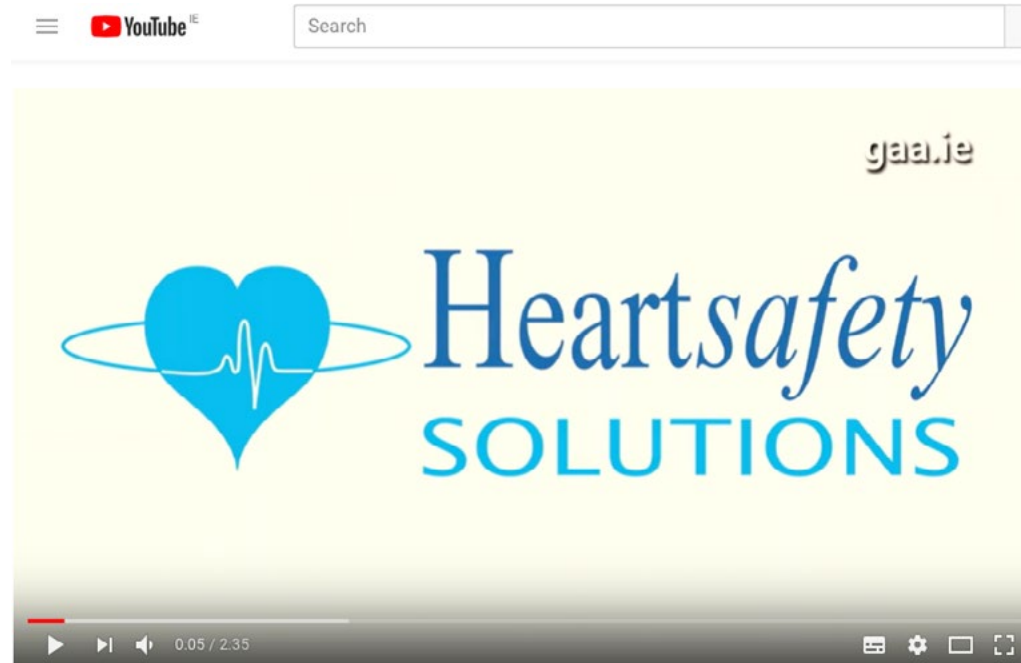 YouTube IE
Search
gaa.ie
Heartsafety
SOLUTIONS
0.05 / 2.35